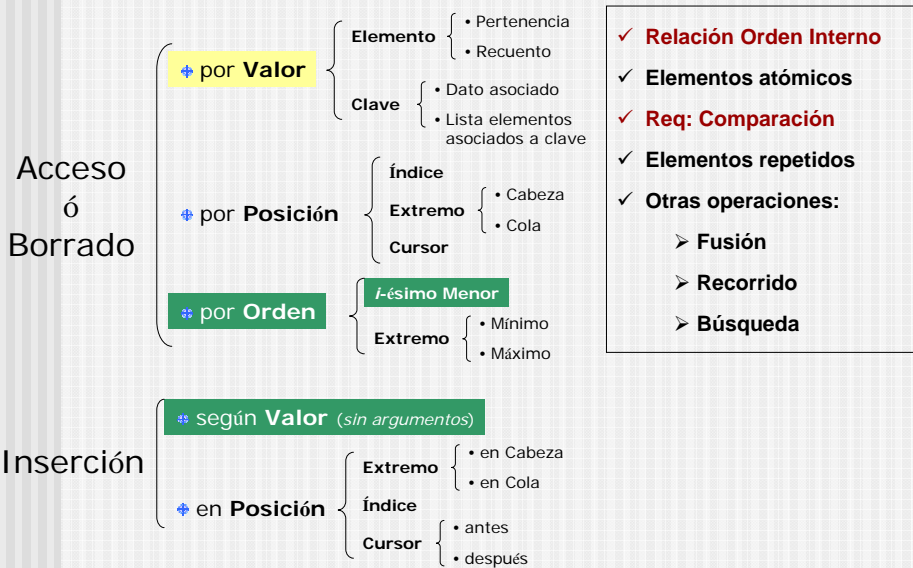 Acceso
ó
Borrado
por Valor
Elemento
• Pertenencia
• Recuento
Clave
• Dato asociado
• Lista elementos
asociados a clave
por Posición
Índice
Extremo
• Cabeza
• Cola
Cursor
por Orden
i-ésimo Menor
Extremo
• Mínimo
• Máximo
Inserción
según Valor (sin argumentos)
en Posición
Extremo
• en Cabeza
• en Cola
Índice
Cursor
• antes
• después
✓ Relación Orden Interno
✓ Elementos atómicos
✓ Req: Comparación
✓ Elementos repetidos
✓ Otras operaciones:
➢ Fusión
➢ Recorrido
➢ Búsqueda